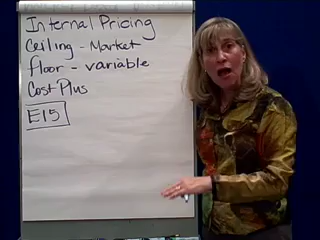 Internal Pricing
Ceiling - Market
floor - variable
Cost Plus
E15